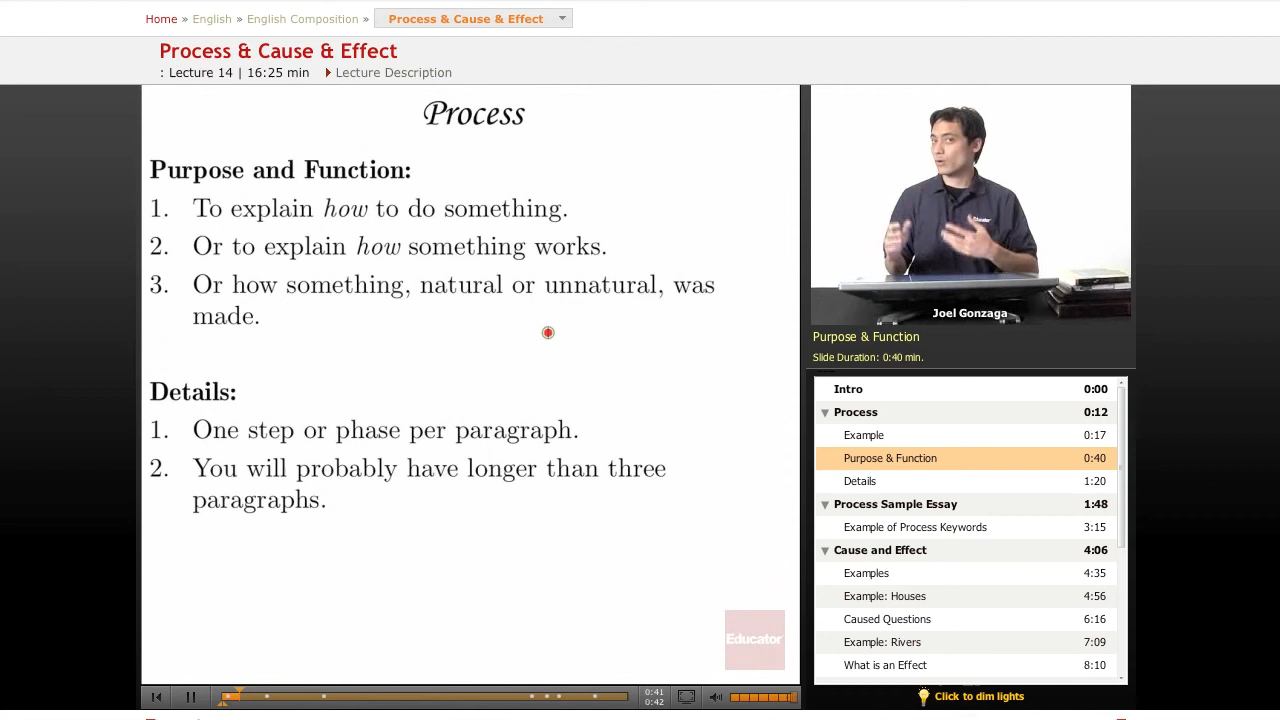 Home » English » English Composition » Process & Cause & Effect
Process & Cause & Effect
: Lecture 14 | 16:25 min Lecture Description
Process
Purpose and Function:
1. To explain how to do something.
2. Or to explain how something works.
3. Or how something, natural or unnatural, was
made.
Details:
1. One step or phase per paragraph.
2. You will probably have longer than three
paragraphs.
Educator
0:41
0:42
Educator
Joel Gonzaga
Purpose & Function
Slide Duration: 0:40 min.
Intro 0:00
Process 0:12
Example 0:17
Purpose & Function 0:40
Details 1:20
Process Sample Essay 1:48
Example of Process Keywords 3:15
Cause and Effect 4:06
Examples 4:35
Example: Houses 4:56
Caused Questions 6:16
Example: Rivers 7:09
What is an Effect 8:10
Click to dim lights